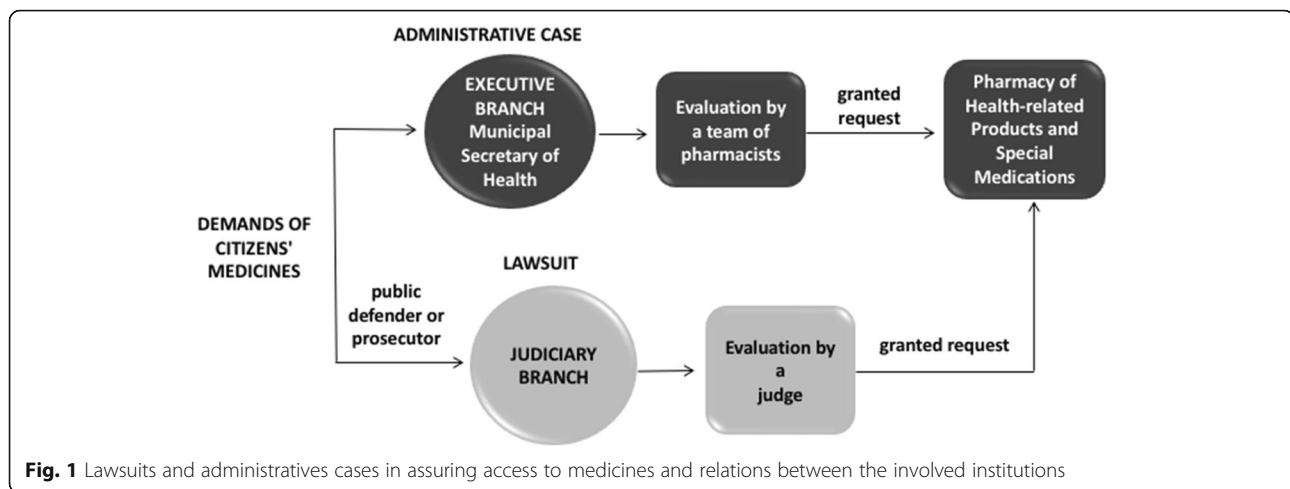 ADMINISTRATIVE CASE
EXECUTIVE
BRANCH
Municipal
Secretary of
Health
Evaluation by
a team of
pharmacists
granted
request
Pharmacy of
Health-related
Products and
Special
Medications
DEMANDS OF
CITIZENS'
MEDICINES
public
defender or
prosecutor
LAWSUIT
JUDICIARY
BRANCH
Evaluation by
a
judge
granted request
Fig. 1 Lawsuits and administratives cases in assuring access to medicines and relations between the involved institutions